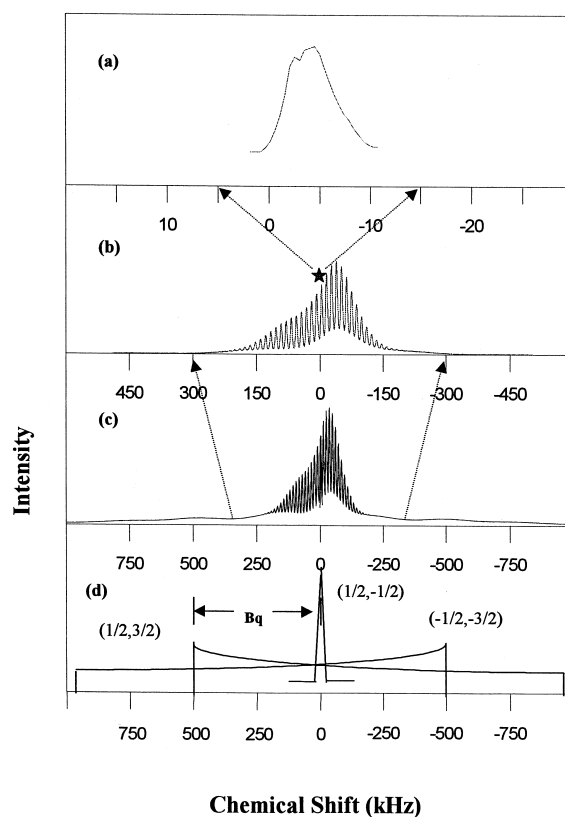 (a)
10 0 -10 -20
(b)
450 300 150 0 -150 -300 -450
(c)
Intensity
750 500 250 0 -250 -500 -750
(d)
(1/2,-1/2)
Bq
(1/2,3/2)
(-1/2,-3/2)
750 500 250 0 -250 -500 -750
Chemical Shift (kHz)